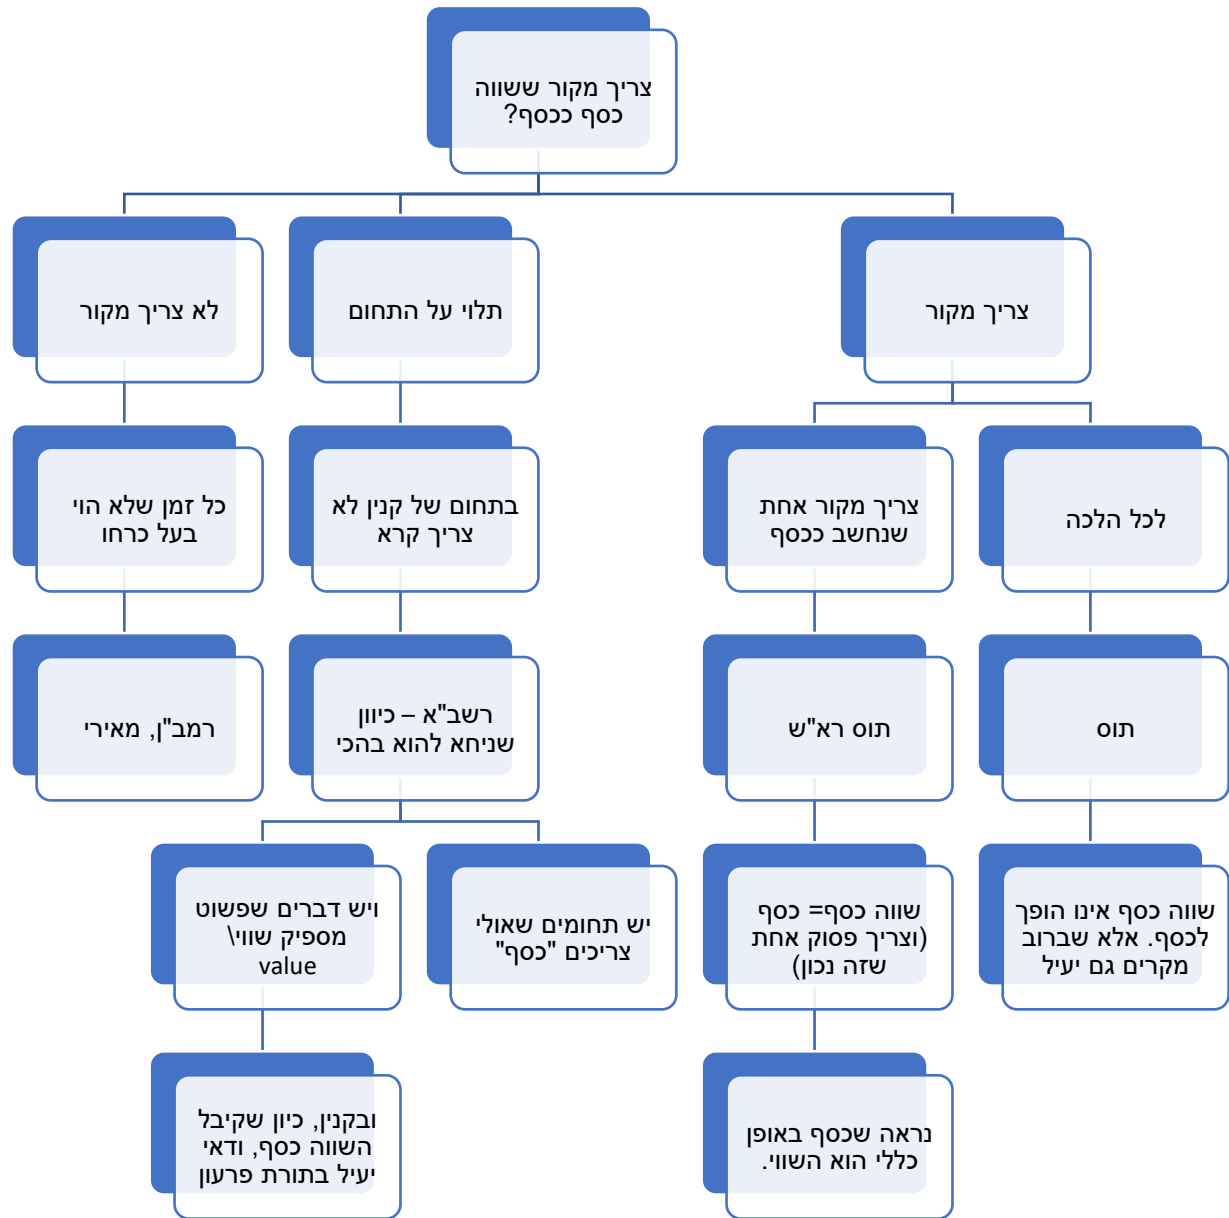 צריך מקור ששווה
כסף ככסף?
צריך מקור
תלוי על התחום
לא צריך מקור
לכל הלכה
צריך מקור אחת
שנחשב ככסף
בתחום של קנין לא
צריך קרא
כל זמן שלא הוי
בעל כרחו
תוס
תוס רא"ש
רשב"א – כיוון
שניחא להוא בהכי
רמב"ן, מאירי
שווה כסף אינו הופך
לכסף. אלא שברוב
מקרים גם יעיל
שווה כסף= כסף
(וצריך פסוק אחת
שזה נכון)
יש תחומים שאולי
צריכים "כסף"
ויש דברים שפשוט
מספיק שווי\
value
נראה שכסף באופן
כללי הוא השווי.
ובקנין, כיון שקיבל
השווה כסף, ודאי
יעיל בתורת פרעון